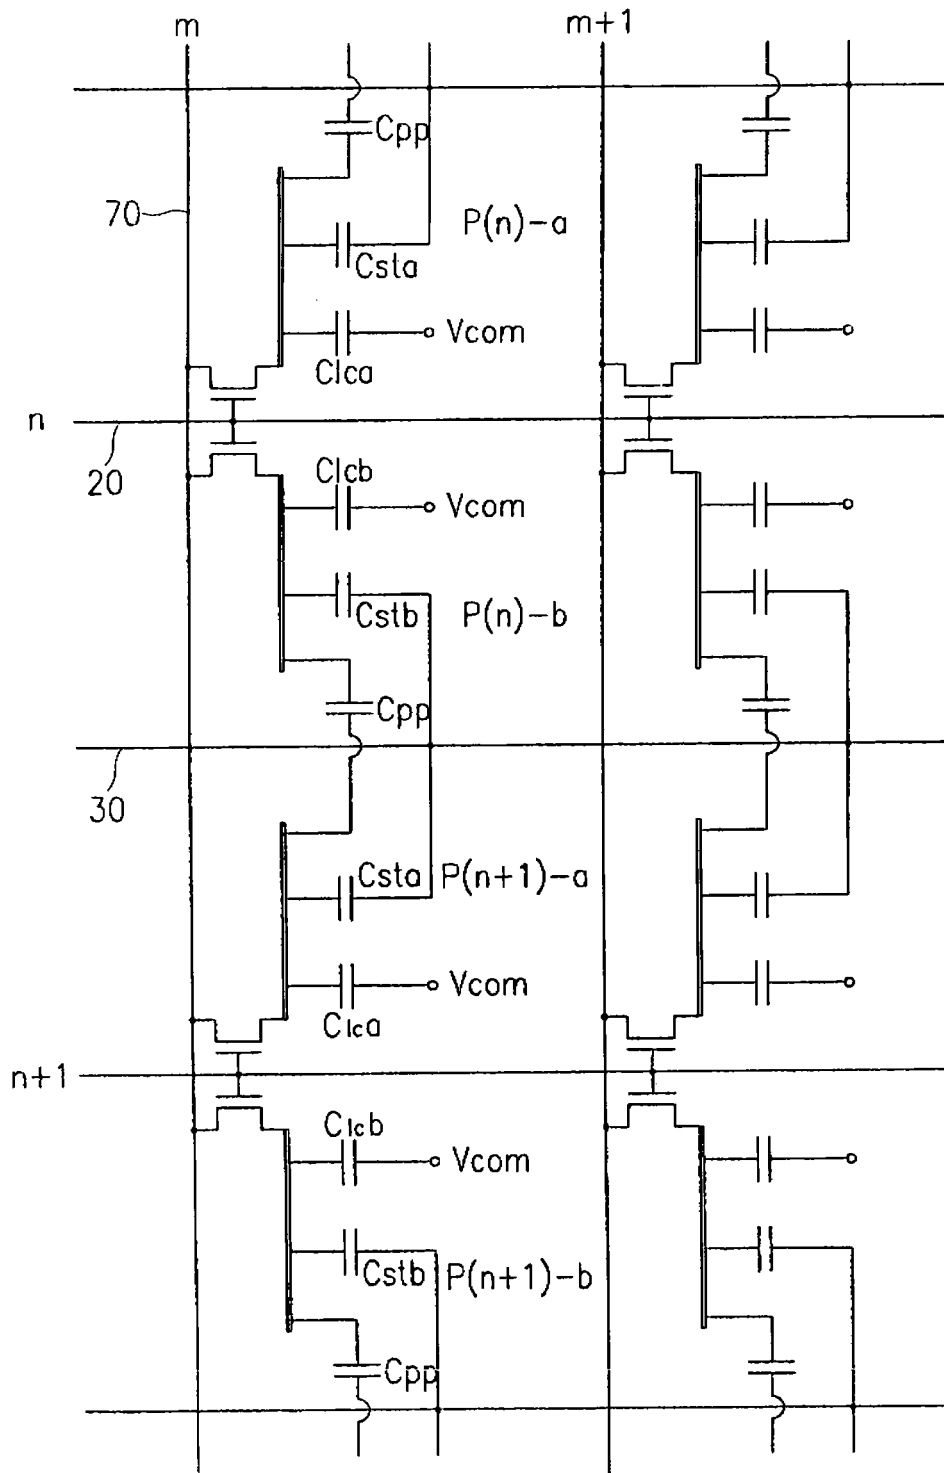 m
m+1
Cpp
70
P(n)-a
Csta
Vcom
Clca
n
20
Clcb
Vcom
Cstb
P(n)-b
Cpp
30
Csta
P(n+1)-a
Vcom
Clca
n+1
Clcb
Vcom
Cstb
P(n+1)-b
Cpp